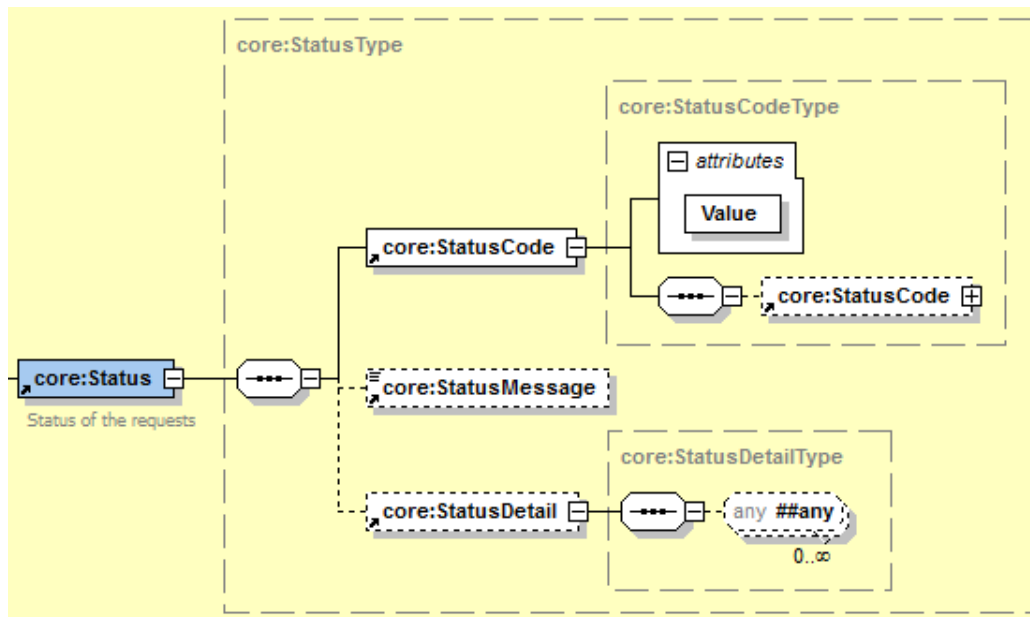 core:StatusType
core:StatusCodeType
attributes
Value
core:StatusCode
core:StatusCode
core:Status
Status of the requests
core:StatusMessage
core:StatusDetailType
core:StatusDetail
any ##any
0..∞